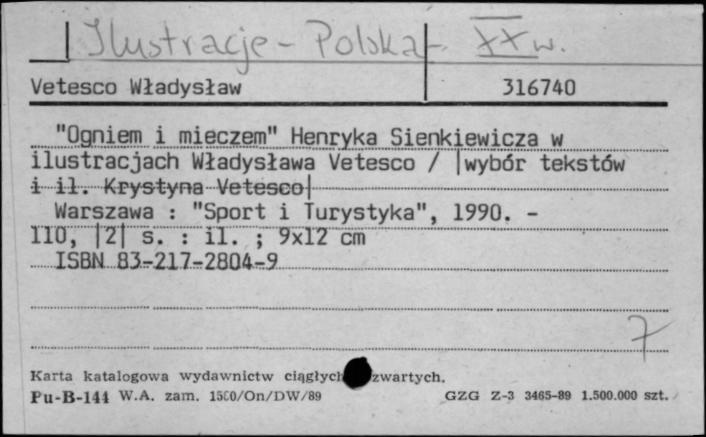 Ilustracje - Polska - XX w.
Vetesco Władysław 316740
"Ogniem i mieczem" Henryka Sienkiewicza w
ilustracjach Władysława Vetesco / |wybór tekstów
i il. Krystyna Vetesco|
Warszawa : "Sport i Turystyka", 1990. -
110, |2| s. : il. ; 9x12 cm
ISBN 83-217-2804-9
7
Karta katalogowa wydawnictw ciągłych zwartych.
Pu-B-144 W.A. zam. 1500/On/DW/89 GZG Z-3 3465-89 1.500.000 szt.